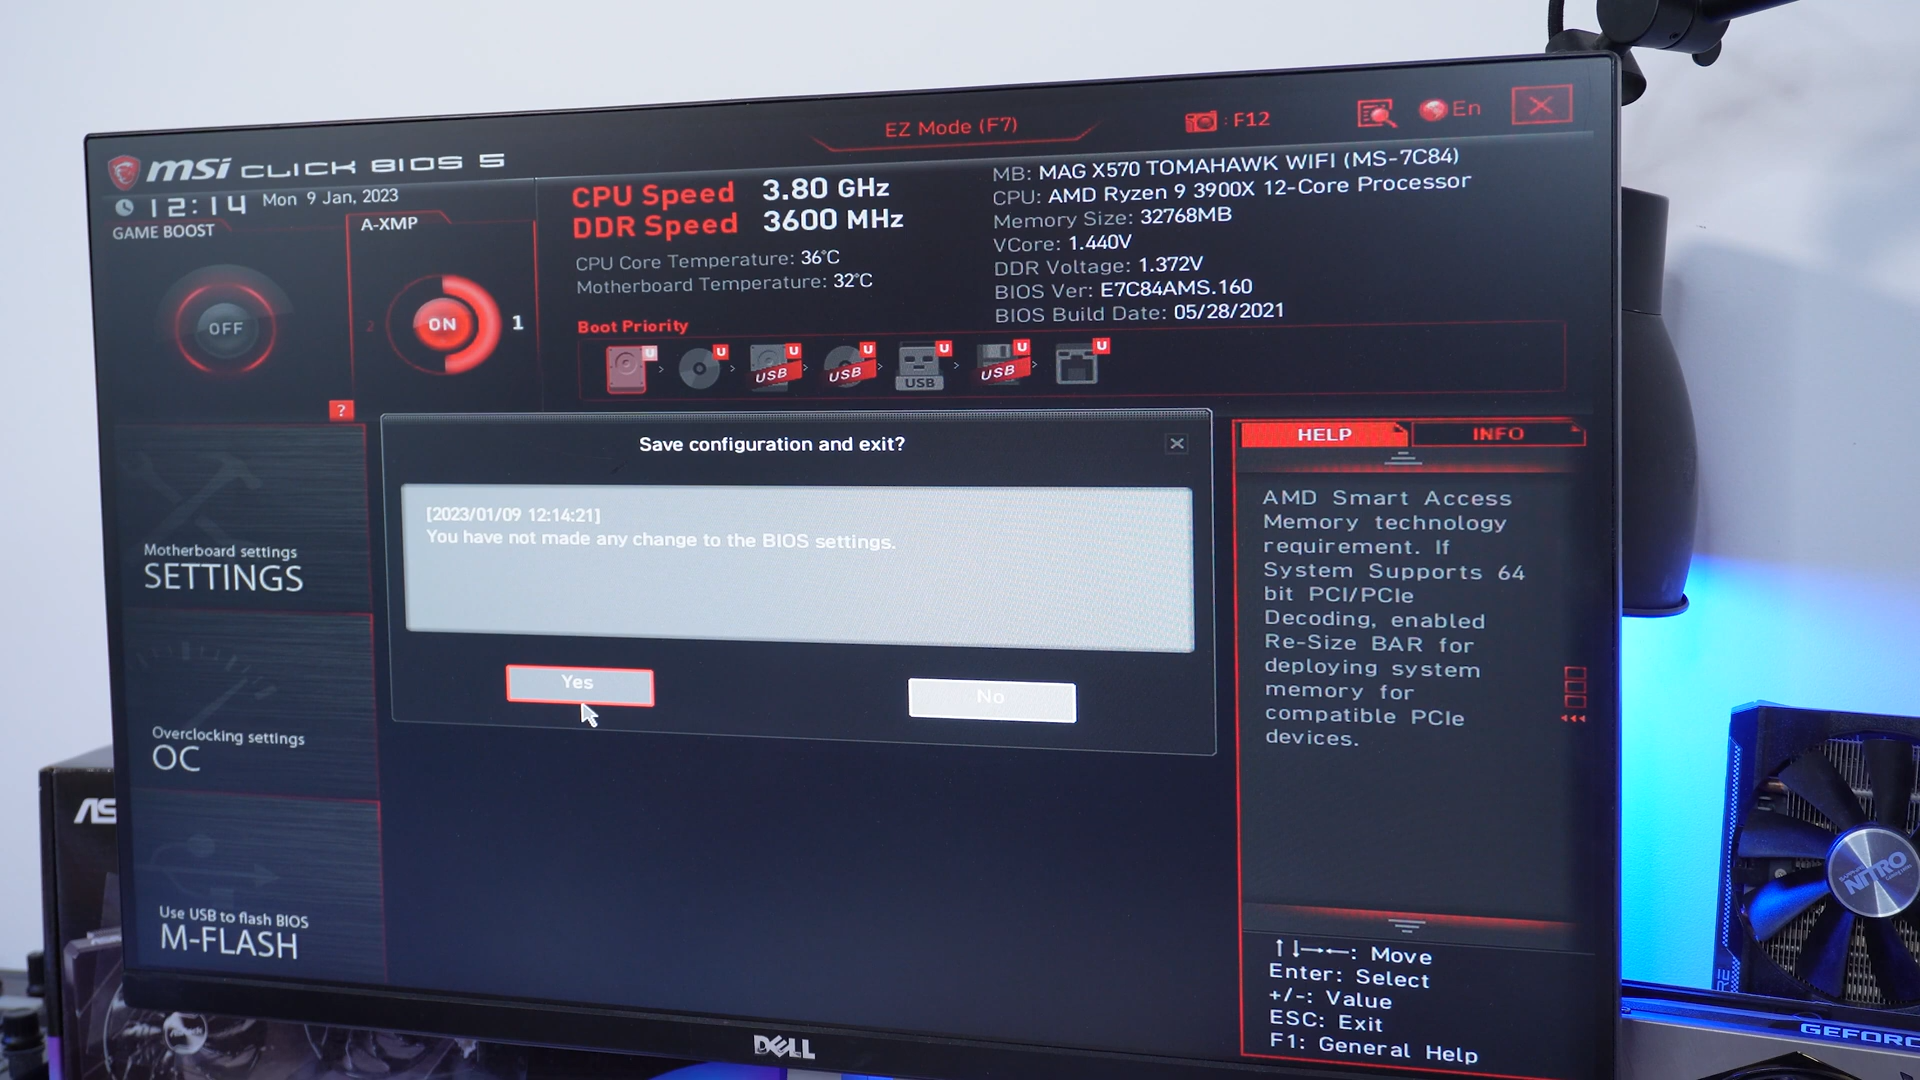 EZ Mode (F7)
: F12
En
msi CLICK BIOS 5
12:14 Mon 9 Jan, 2023
GAME BOOST
OFF
A-XMP
2
ON
1
CPU Speed 3.80 GHz
DDR Speed 3600 MHz
CPU Core Temperature: 36°C
Motherboard Temperature: 32°C
MB: MAG X570 TOMAHAWK WIFI (MS-7C84)
CPU: AMD Ryzen 9 3900X 12-Core Processor
Memory Size: 32768MB
VCore: 1.440V
DDR Voltage: 1.372V
BIOS Ver: E7C84AMS.160
BIOS Build Date: 05/28/2021
Boot Priority
U U U U U U U
USB USB USB USB
?
Motherboard settings
SETTINGS
Overclocking settings
OC
Use USB to flash BIOS
M-FLASH
Save configuration and exit?
[2023/01/09 12:14:21]
You have not made any change to the BIOS settings.
Yes
No
HELP
INFO
AMD Smart Access
Memory technology
requirement. If
System Supports 64
bit PCI/PCIe
Decoding, enabled
Re-Size BAR for
deploying system
memory for
compatible PCIe
devices.
↑↓→←: Move
Enter: Select
+/-: Value
ESC: Exit
F1: General Help
DELL
NITRO